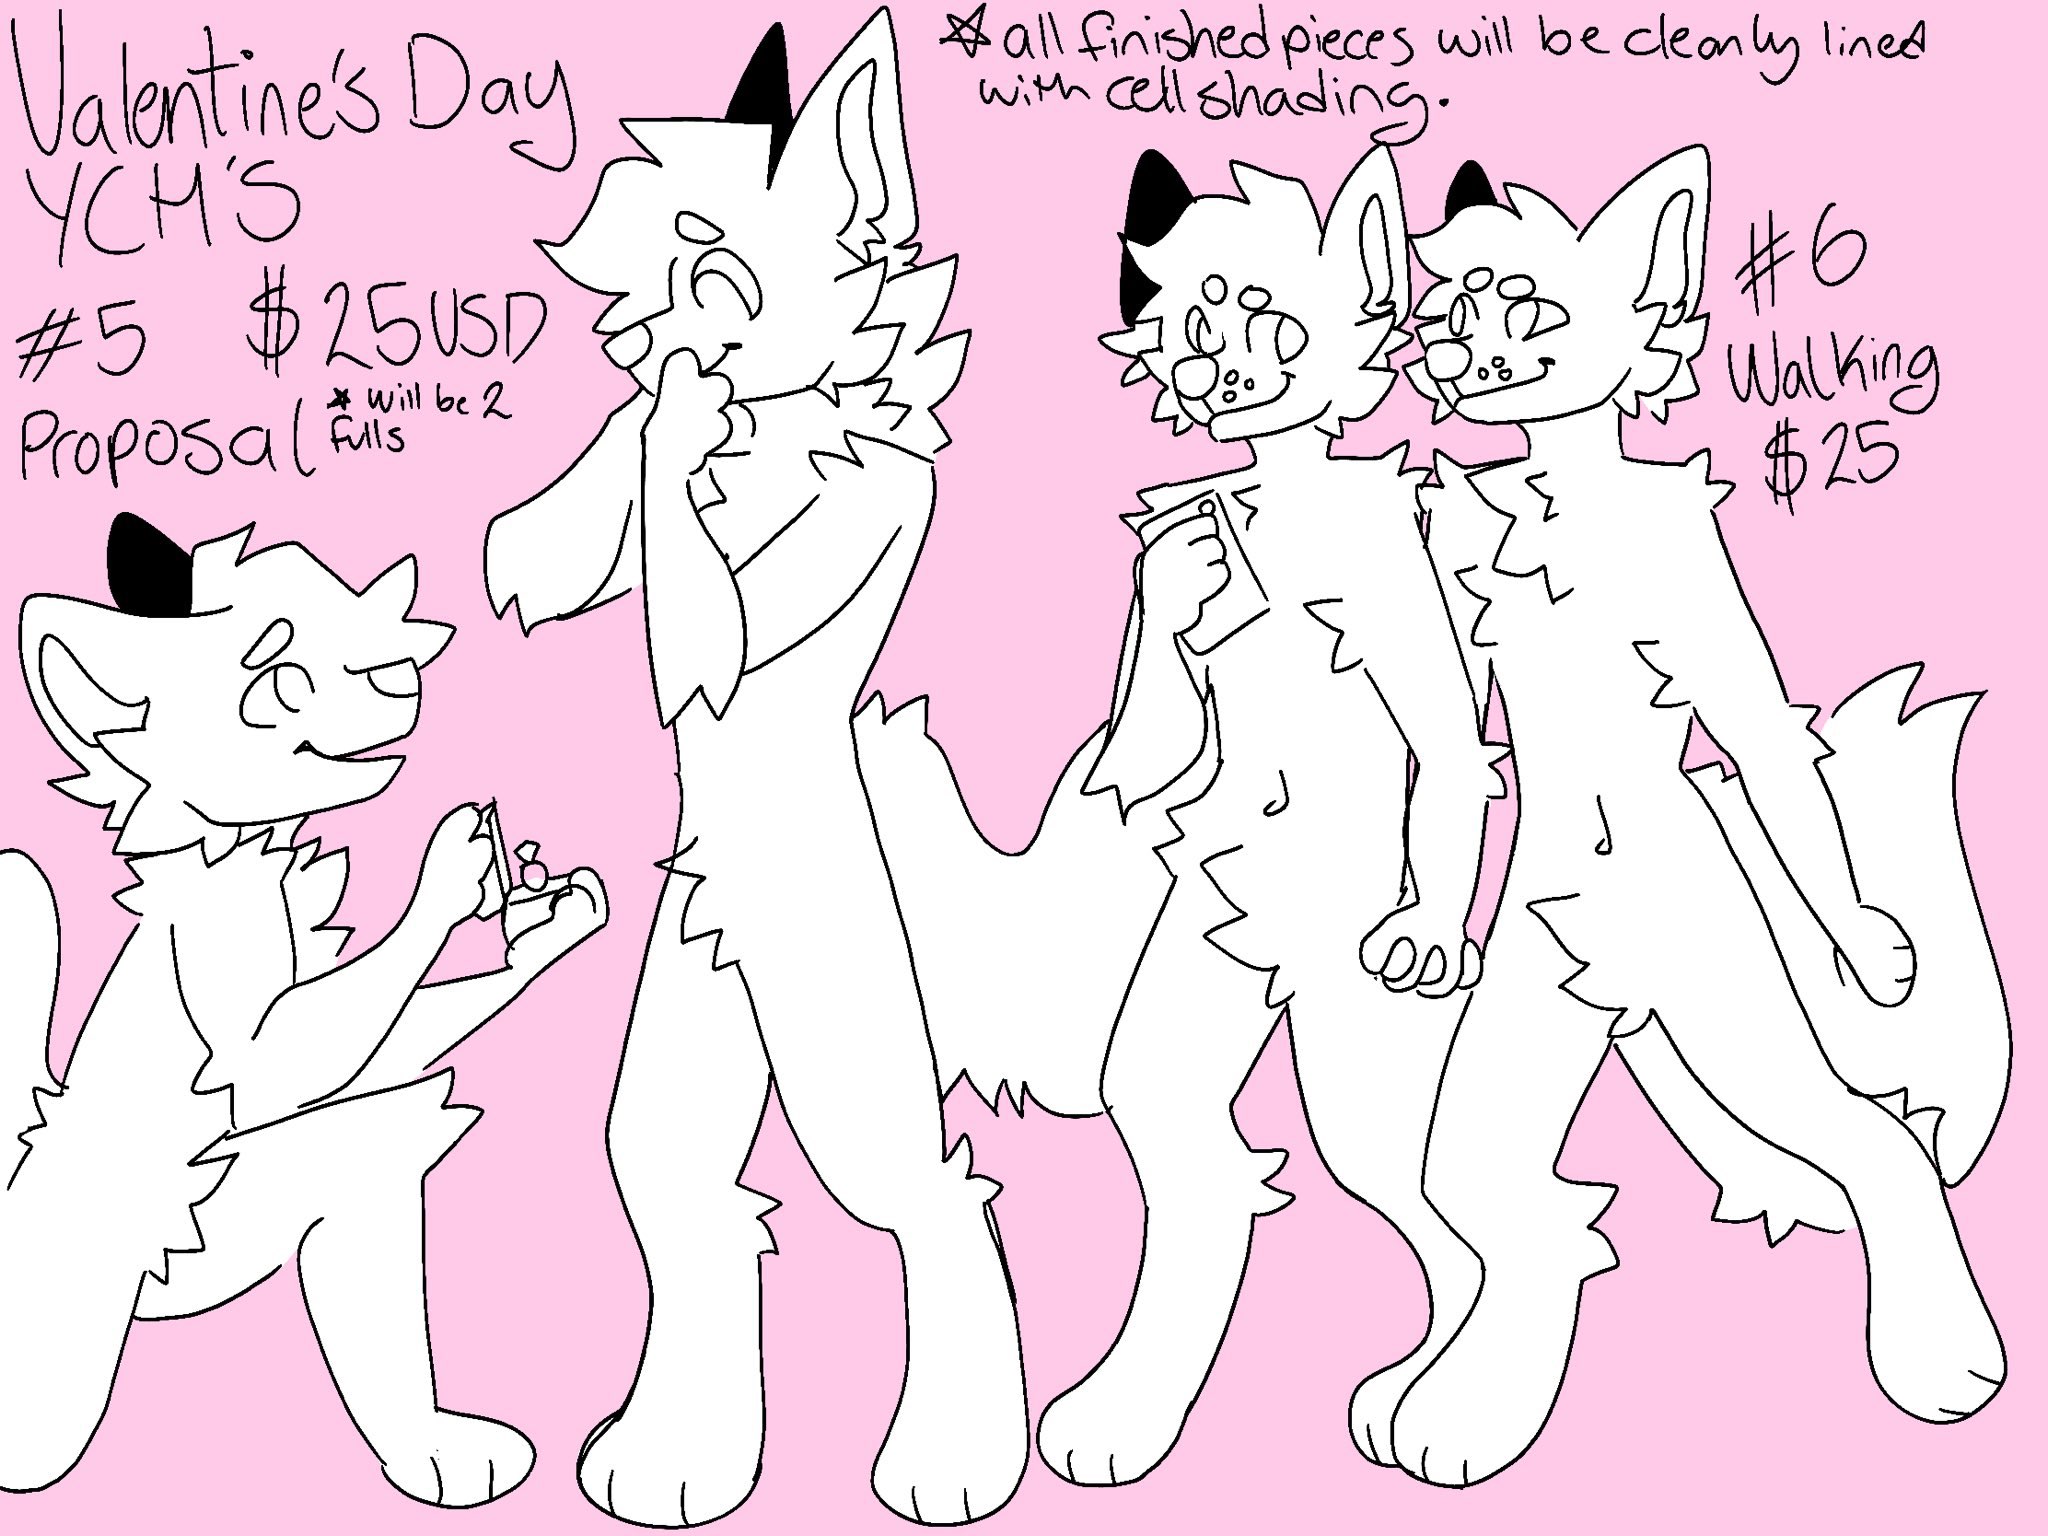 Valentine's Day
YCM'S
#5 $25USD
Proposal
☆ will be 2
fulls
☆ all finished pieces will be cleanly lined
with cell shading.
#6
Walking
$25